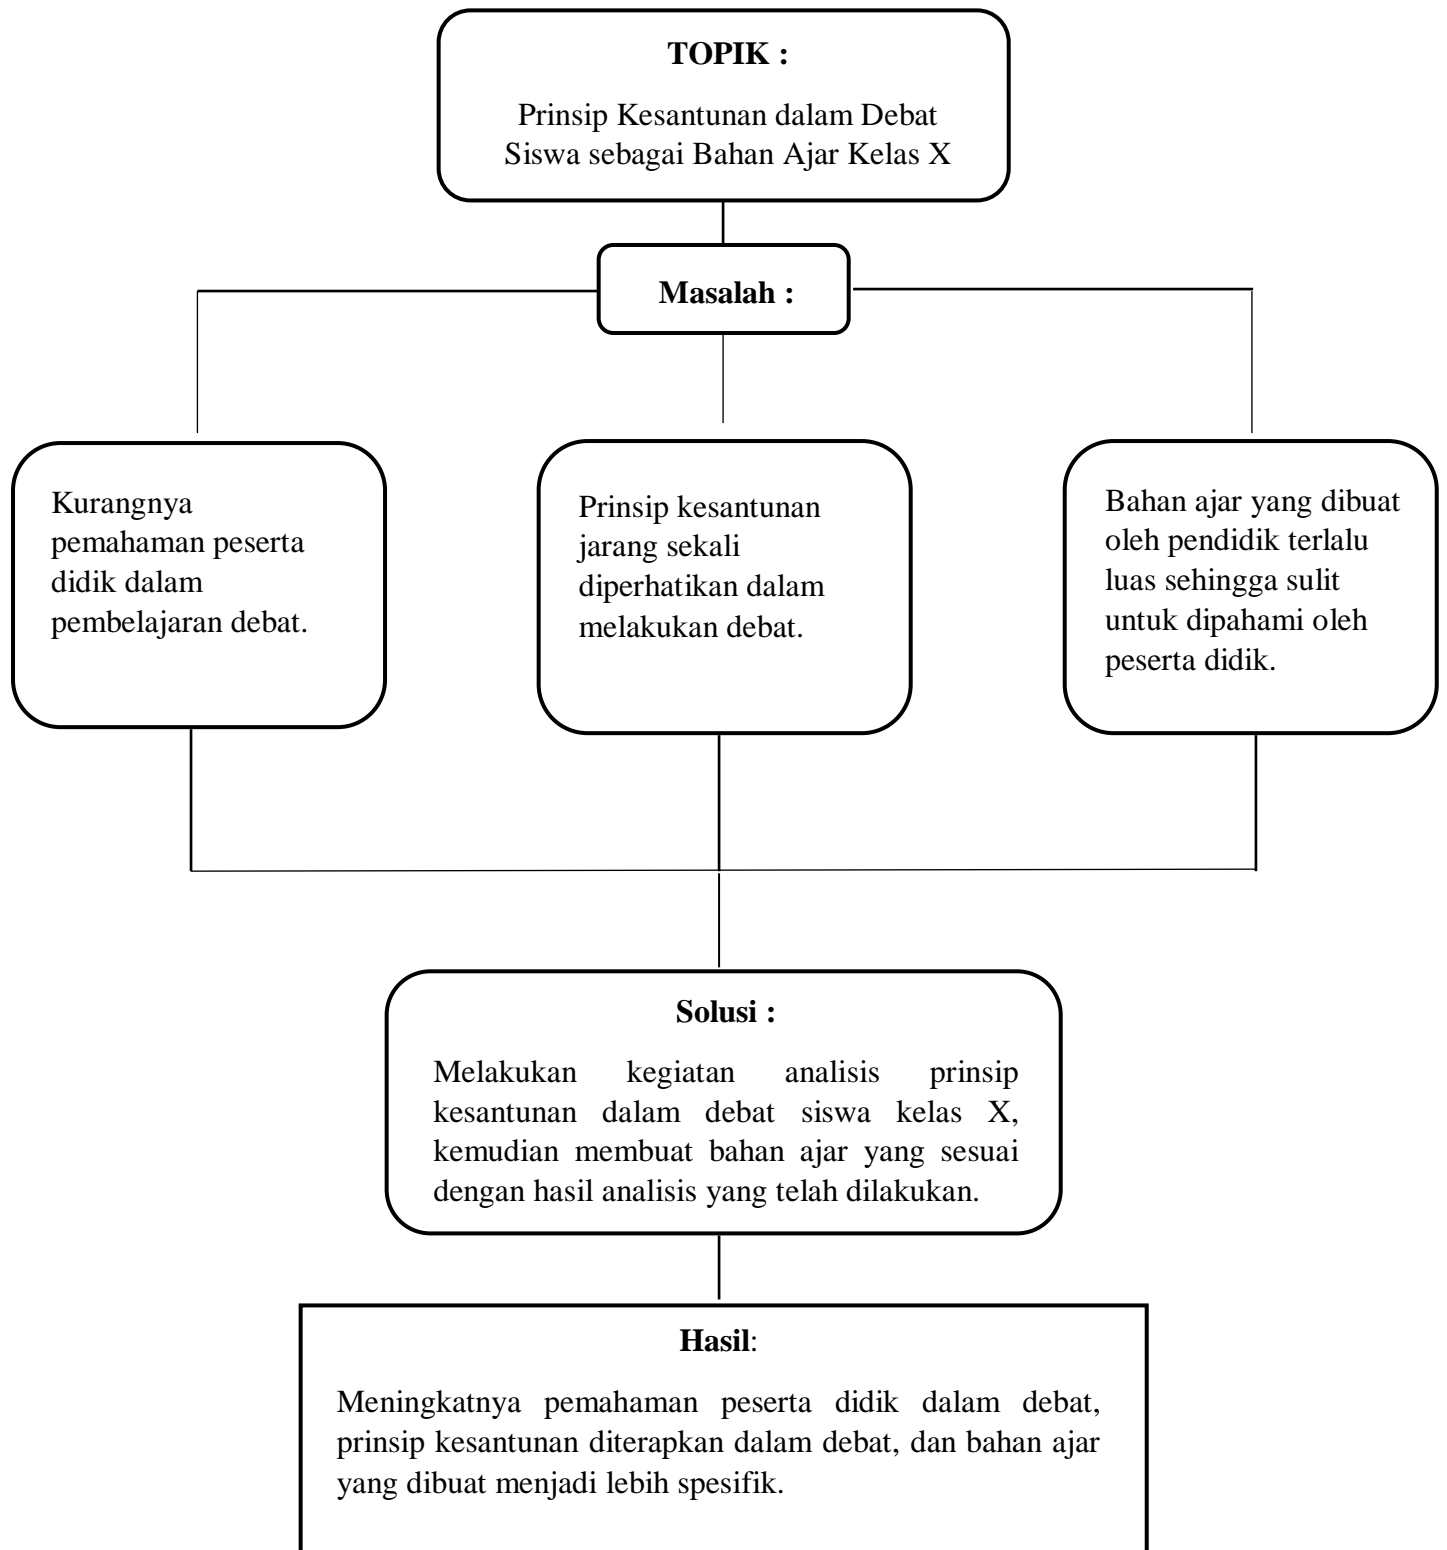 TOPIK :
Prinsip Kesantunan dalam Debat
Siswa sebagai Bahan Ajar Kelas X
Masalah :
Kurangnya
pemahaman peserta
didik dalam
pembelajaran debat.
Prinsip kesantunan
jarang sekali
diperhatikan dalam
melakukan debat.
Bahan ajar yang dibuat
oleh pendidik terlalu
luas sehingga sulit
untuk dipahami oleh
peserta didik.
Solusi :
Melakukan kegiatan analisis prinsip
kesantunan dalam debat siswa kelas X,
kemudian membuat bahan ajar yang sesuai
dengan hasil analisis yang telah dilakukan.
Hasil:
Meningkatnya pemahaman peserta didik dalam debat,
prinsip kesantunan diterapkan dalam debat, dan bahan ajar
yang dibuat menjadi lebih spesifik.